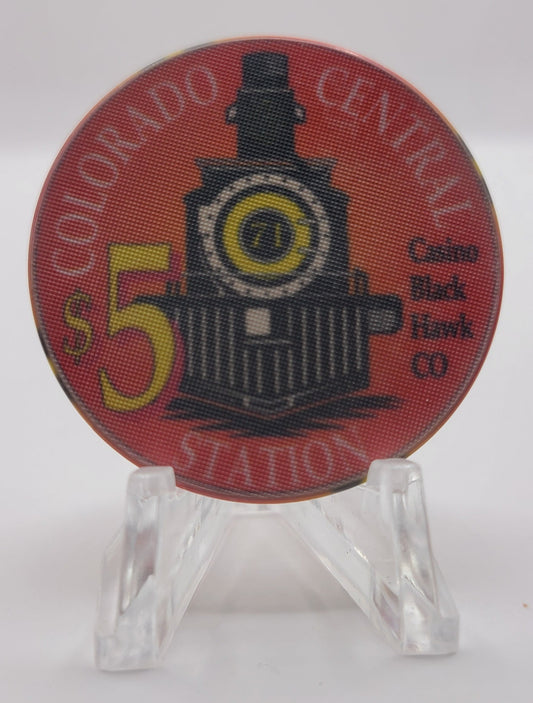 COLORADO CENTRAL
71
$5
Casino
Black
Hawk
CO
STATION